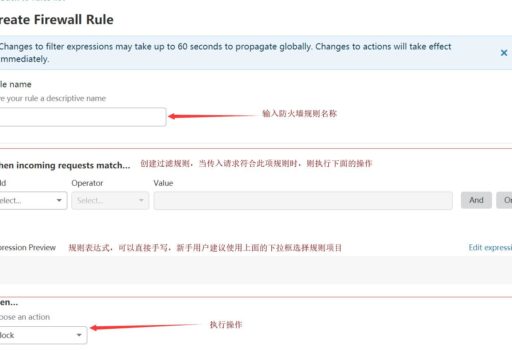 reate Firewall Rule
Changes to filter expressions may take up to 60 seconds to propagate globally. Changes to actions will take effect
mmediately.
le name
ve your rule a descriptive name
输入防火墙规则名称
hen incoming requests match... 创建过滤规则，当传入请求符合此项规则时，则执行下面的操作
ld Operator Value
elect... Select... And O
pression Preview 规则表达式，可以直接手写，新手用户建议使用上面的下拉框选择规则项目 Edit expressi
en...
oose an action
执行操作
lock